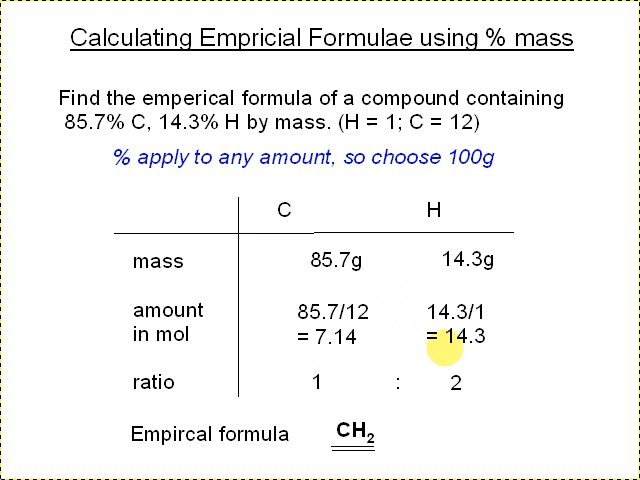 Calculating Empricial Formulae using % mass
Find the emperical formula of a compound containing
85.7% C, 14.3% H by mass. (H = 1; C = 12)
% apply to any amount, so choose 100g
C H
mass 85.7g 14.3g
amount 85.7/12 14.3/1
in mol = 7.14 = 14.3
ratio 1 : 2
Empircal formula CH₂